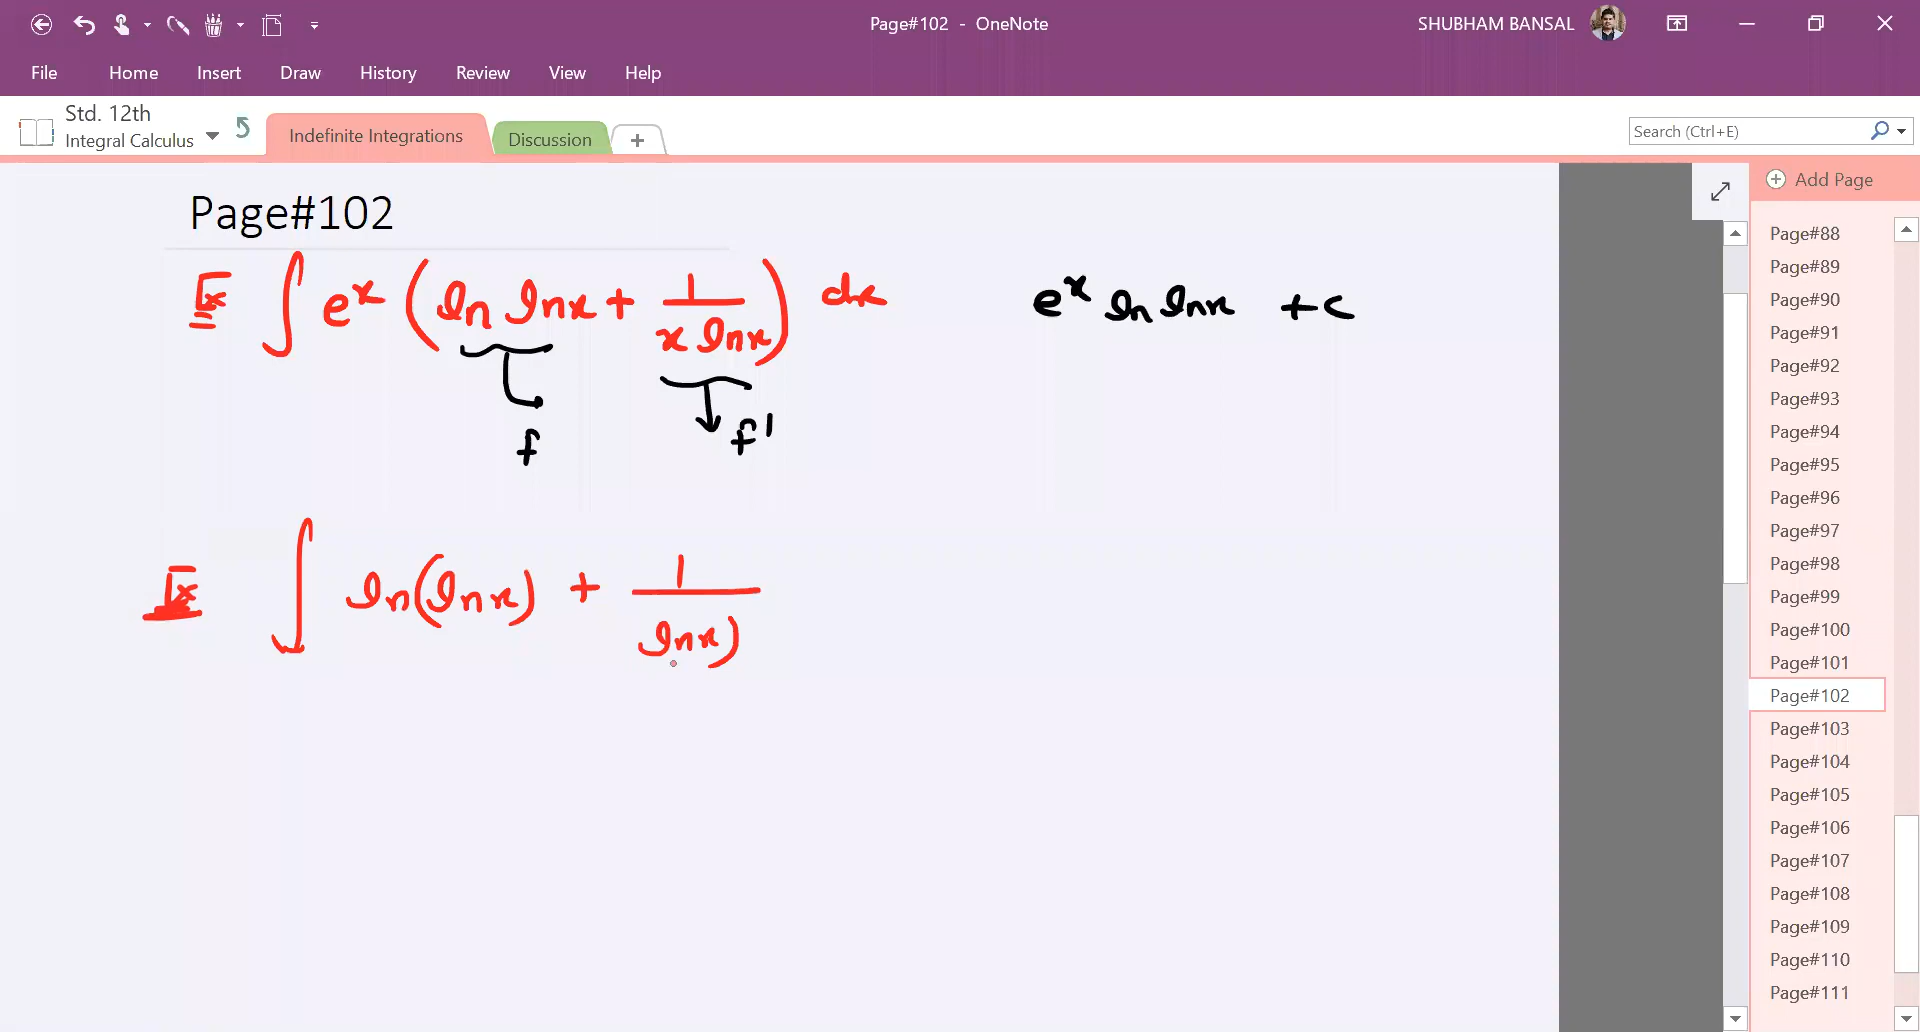 Page#102 - OneNote
SHUBHAM BANSAL
File Home Insert Draw History Review View Help
Std. 12th
Integral Calculus
Indefinite Integrations
Discussion
+
Search (Ctrl+E)
Add Page
Page#102
Ex ∫ eˣ (ln lnx + 1/(x lnx)) dx
eˣ ln lnx + c
f
f'
Ex ∫ ln(lnx) + 1/lnx)
Page#88
Page#89
Page#90
Page#91
Page#92
Page#93
Page#94
Page#95
Page#96
Page#97
Page#98
Page#99
Page#100
Page#101
Page#102
Page#103
Page#104
Page#105
Page#106
Page#107
Page#108
Page#109
Page#110
Page#111